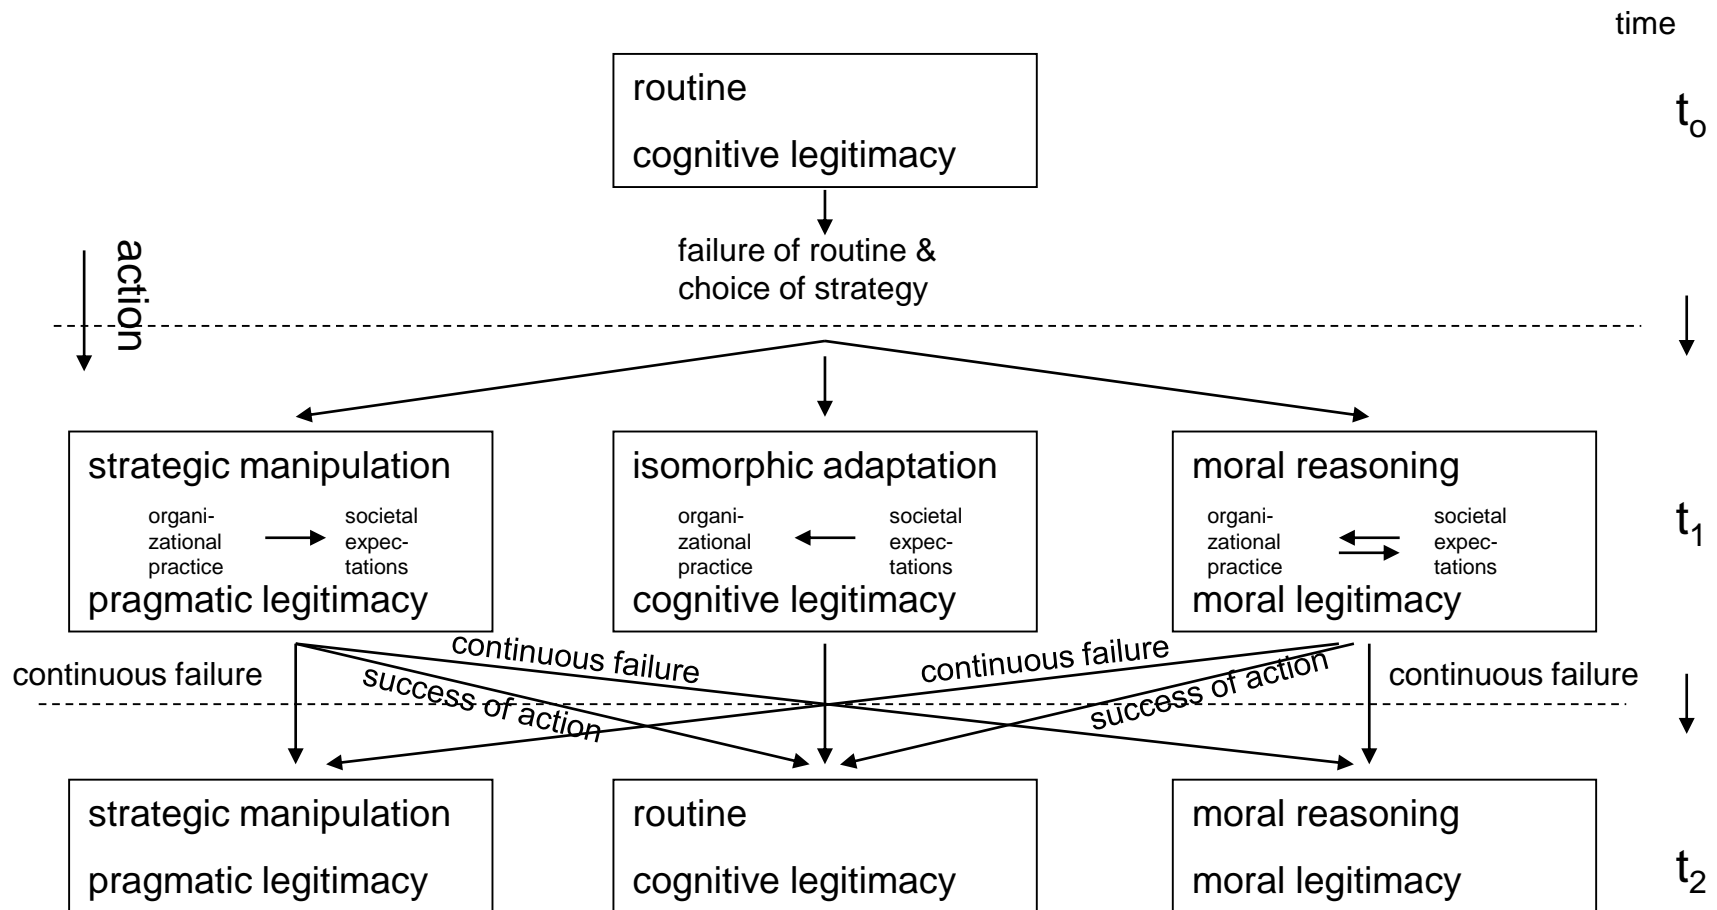 time
routine
cognitive legitimacy
to
failure of routine &
choice of strategy
action
strategic manipulation
organi-
zational
practice
societal
expec-
tations
pragmatic legitimacy
isomorphic adaptation
organi-
zational
practice
societal
expec-
tations
cognitive legitimacy
moral reasoning
organi-
zational
practice
societal
expec-
tations
moral legitimacy
t1
continuous failure
continuous failure
success of action
continuous failure
success of action
continuous failure
strategic manipulation
pragmatic legitimacy
routine
cognitive legitimacy
moral reasoning
moral legitimacy
t2